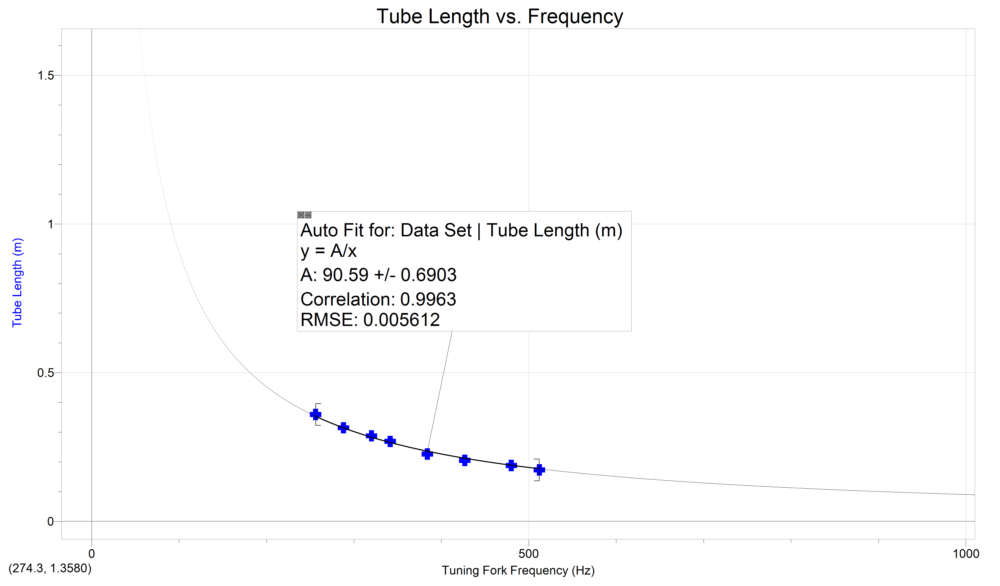 Tube Length vs. Frequency
1.5
1
0.5
0
Tube Length (m)
Auto Fit for: Data Set | Tube Length (m)
y = A/x
A: 90.59 +/- 0.6903
Correlation: 0.9963
RMSE: 0.005612
0
500
1000
Tuning Fork Frequency (Hz)
(274.3, 1.3580)